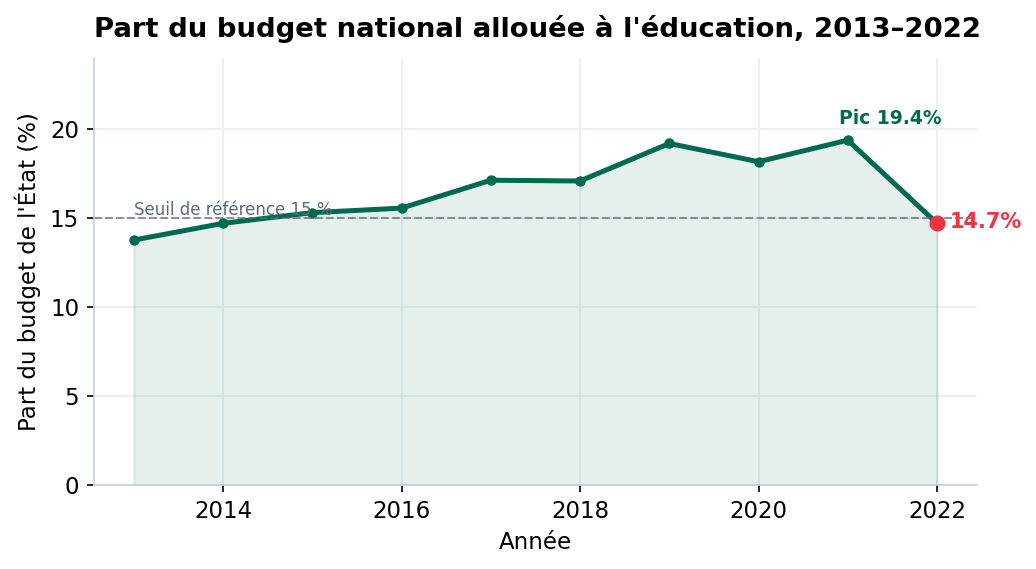 Part du budget national allouée à l'éducation, 2013–2022
Part du budget de l'État (%)
20
15
10
5
0
Seuil de référence 15 %
Pic 19.4%
14.7%
2014
2016
2018
2020
2022
Année